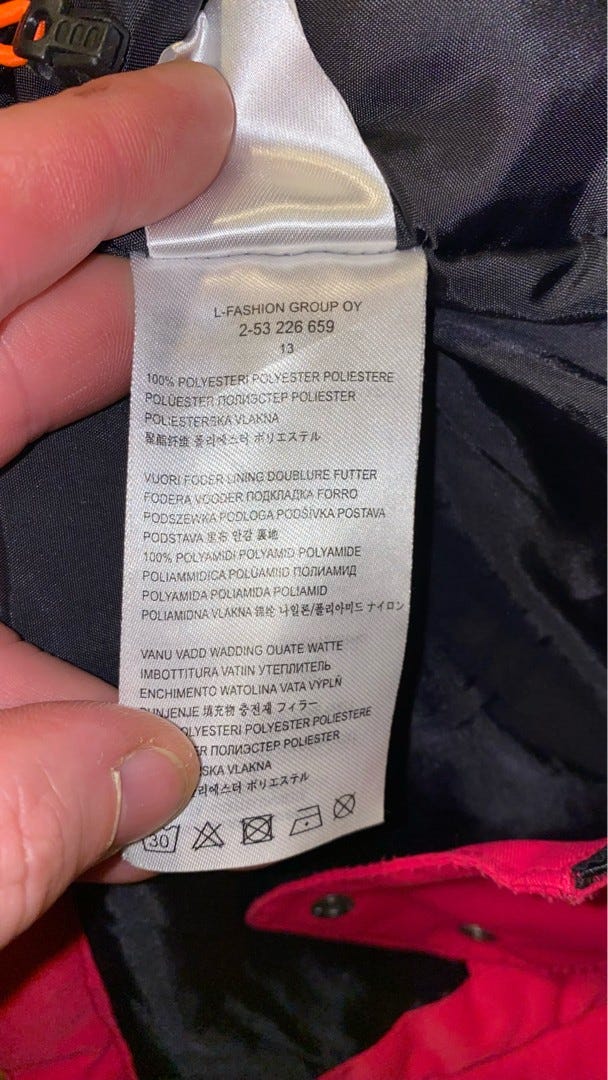 L-FASHION GROUP OY
2-53 226 659
13
100% POLYESTERI POLYESTER POLIESTERE
POLÜESTER ПОЛИЭСТЕР POLIESTER
POLIESTERSKA VLAKNA
聚酯纤维 폴리에스터 ポリエステル
VUORI FODER LINING DOUBLURE FUTTER
FODERA VOODER ПОДКЛАДКА FORRO
PODSZEWKA PODLOGA PODŠÍVKA POSTAVA
PODSTAVA 里布 안감 裏地
100% POLYAMIDI POLYAMID POLYAMIDE
POLIAMMIDICA POLÜAMIID ПОЛИАМИД
POLYAMIDA POLIAMIDA POLIAMID
POLIAMIDNA VLAKNA 锦纶 나일론/폴리아미드 ナイロン
VANU VADD WADDING OUATE WATTE
IMBOTTITURA VATIIN УТЕПЛИТЕЛЬ
ENCHIMENTO WATOLINA VATA VÝPLŇ
PUNJENJE 填充物 충전재 フィラー
OLYESTERI POLYESTER POLIESTERE
ER ПОЛИЭСТЕР POLIESTER
SKA VLAKNA
리에스터 ポリエステル
30